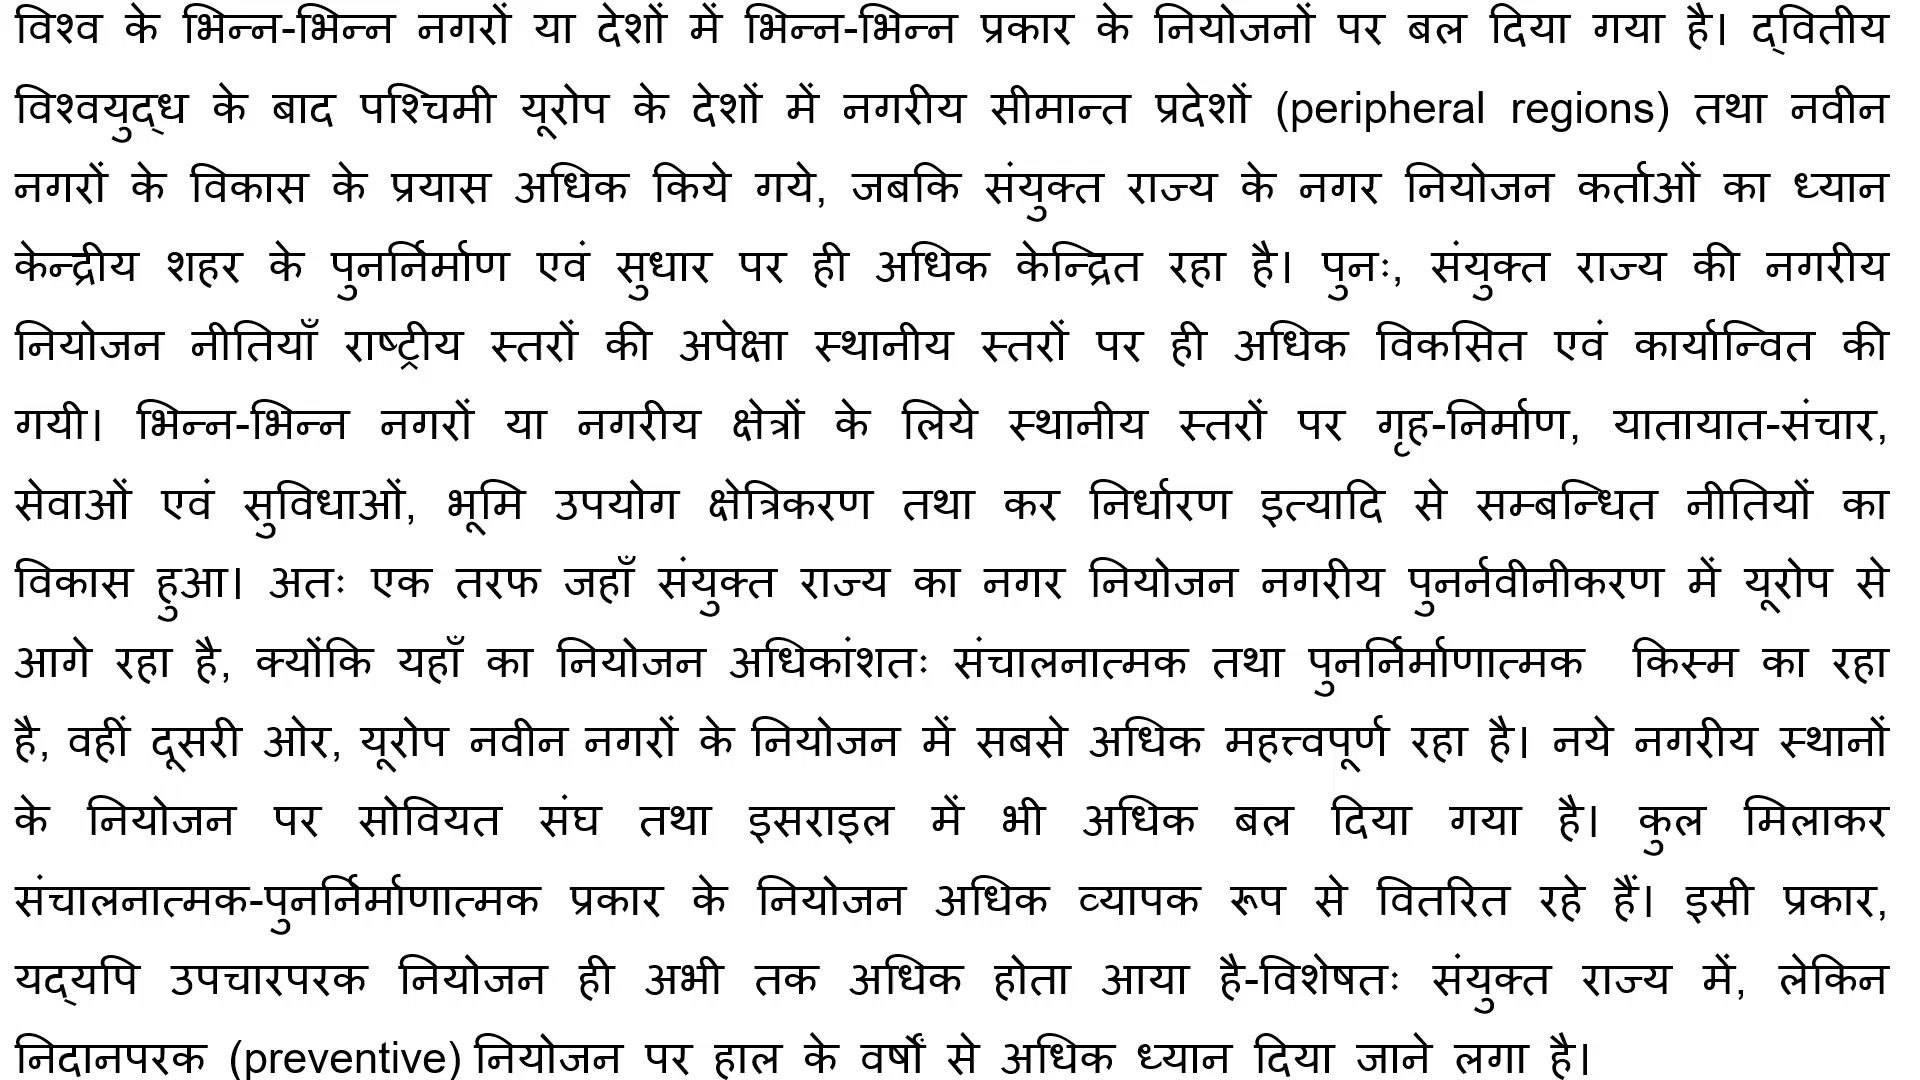 विश्व के भिन्न-भिन्न नगरों या देशों में भिन्न-भिन्न प्रकार के नियोजनों पर बल दिया गया है। द्वितीय
विश्वयुद्ध के बाद पश्चिमी यूरोप के देशों में नगरीय सीमान्त प्रदेशों (peripheral regions) तथा नवीन
नगरों के विकास के प्रयास अधिक किये गये, जबकि संयुक्त राज्य के नगर नियोजन कर्ताओं का ध्यान
केन्द्रीय शहर के पुनर्निर्माण एवं सुधार पर ही अधिक केन्द्रित रहा है। पुनः, संयुक्त राज्य की नगरीय
नियोजन नीतियाँ राष्ट्रीय स्तरों की अपेक्षा स्थानीय स्तरों पर ही अधिक विकसित एवं कार्यान्वित की
गयी। भिन्न-भिन्न नगरों या नगरीय क्षेत्रों के लिये स्थानीय स्तरों पर गृह-निर्माण, यातायात-संचार,
सेवाओं एवं सुविधाओं, भूमि उपयोग क्षेत्रिकरण तथा कर निर्धारण इत्यादि से सम्बन्धित नीतियों का
विकास हुआ। अतः एक तरफ जहाँ संयुक्त राज्य का नगर नियोजन नगरीय पुनर्नवीनीकरण में यूरोप से
आगे रहा है, क्योंकि यहाँ का नियोजन अधिकांशतः संचालनात्मक तथा पुनर्निर्माणात्मक किस्म का रहा
है, वहीं दूसरी ओर, यूरोप नवीन नगरों के नियोजन में सबसे अधिक महत्त्वपूर्ण रहा है। नये नगरीय स्थानों
के नियोजन पर सोवियत संघ तथा इसराइल में भी अधिक बल दिया गया है। कुल मिलाकर
संचालनात्मक-पुनर्निर्माणात्मक प्रकार के नियोजन अधिक व्यापक रूप से वितरित रहे हैं। इसी प्रकार,
यद्यपि उपचारपरक नियोजन ही अभी तक अधिक होता आया है-विशेषतः संयुक्त राज्य में, लेकिन
निदानपरक (preventive) नियोजन पर हाल के वर्षों से अधिक ध्यान दिया जाने लगा है।